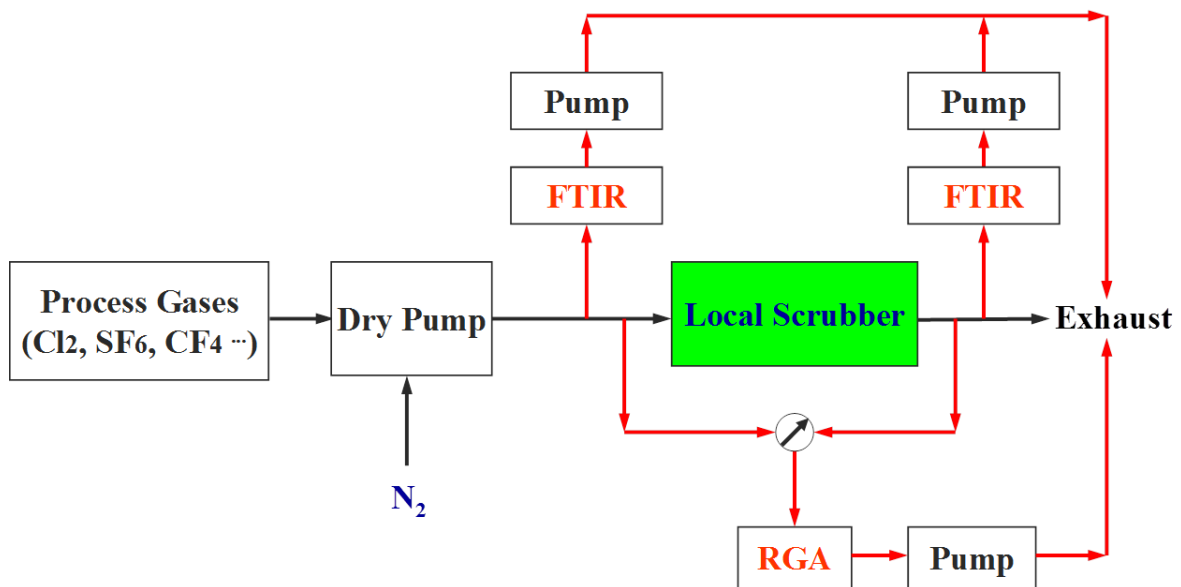 Pump
Pump
FTIR
FTIR
Process Gases
(Cl2, SF6, CF4 ...)
Dry Pump
Local Scrubber
Exhaust
N2
RGA
Pump